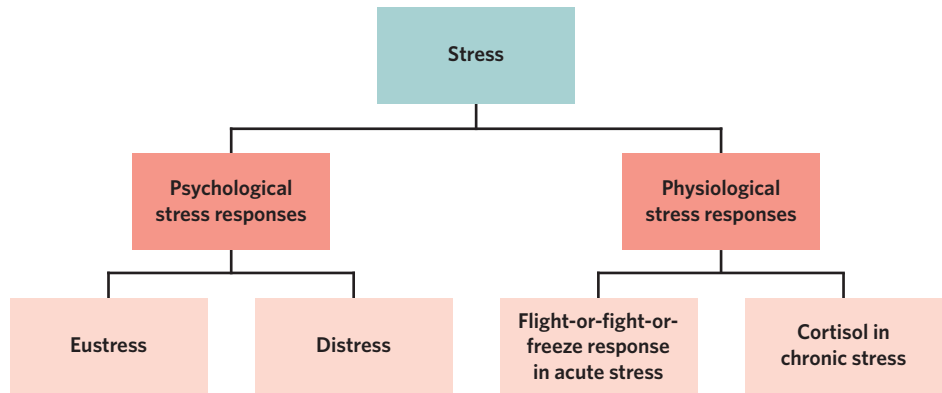 Stress
Psychological
stress responses
Physiological
stress responses
Eustress
Distress
Flight-or-fight-or-
freeze response
in acute stress
Cortisol in
chronic stress